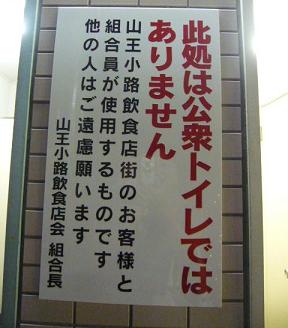 此処は公衆トイレでは
ありません
山王小路飲食店街のお客様と
組合員が使用するものです
他の人はご遠慮願います
山王小路飲食店会 組合長